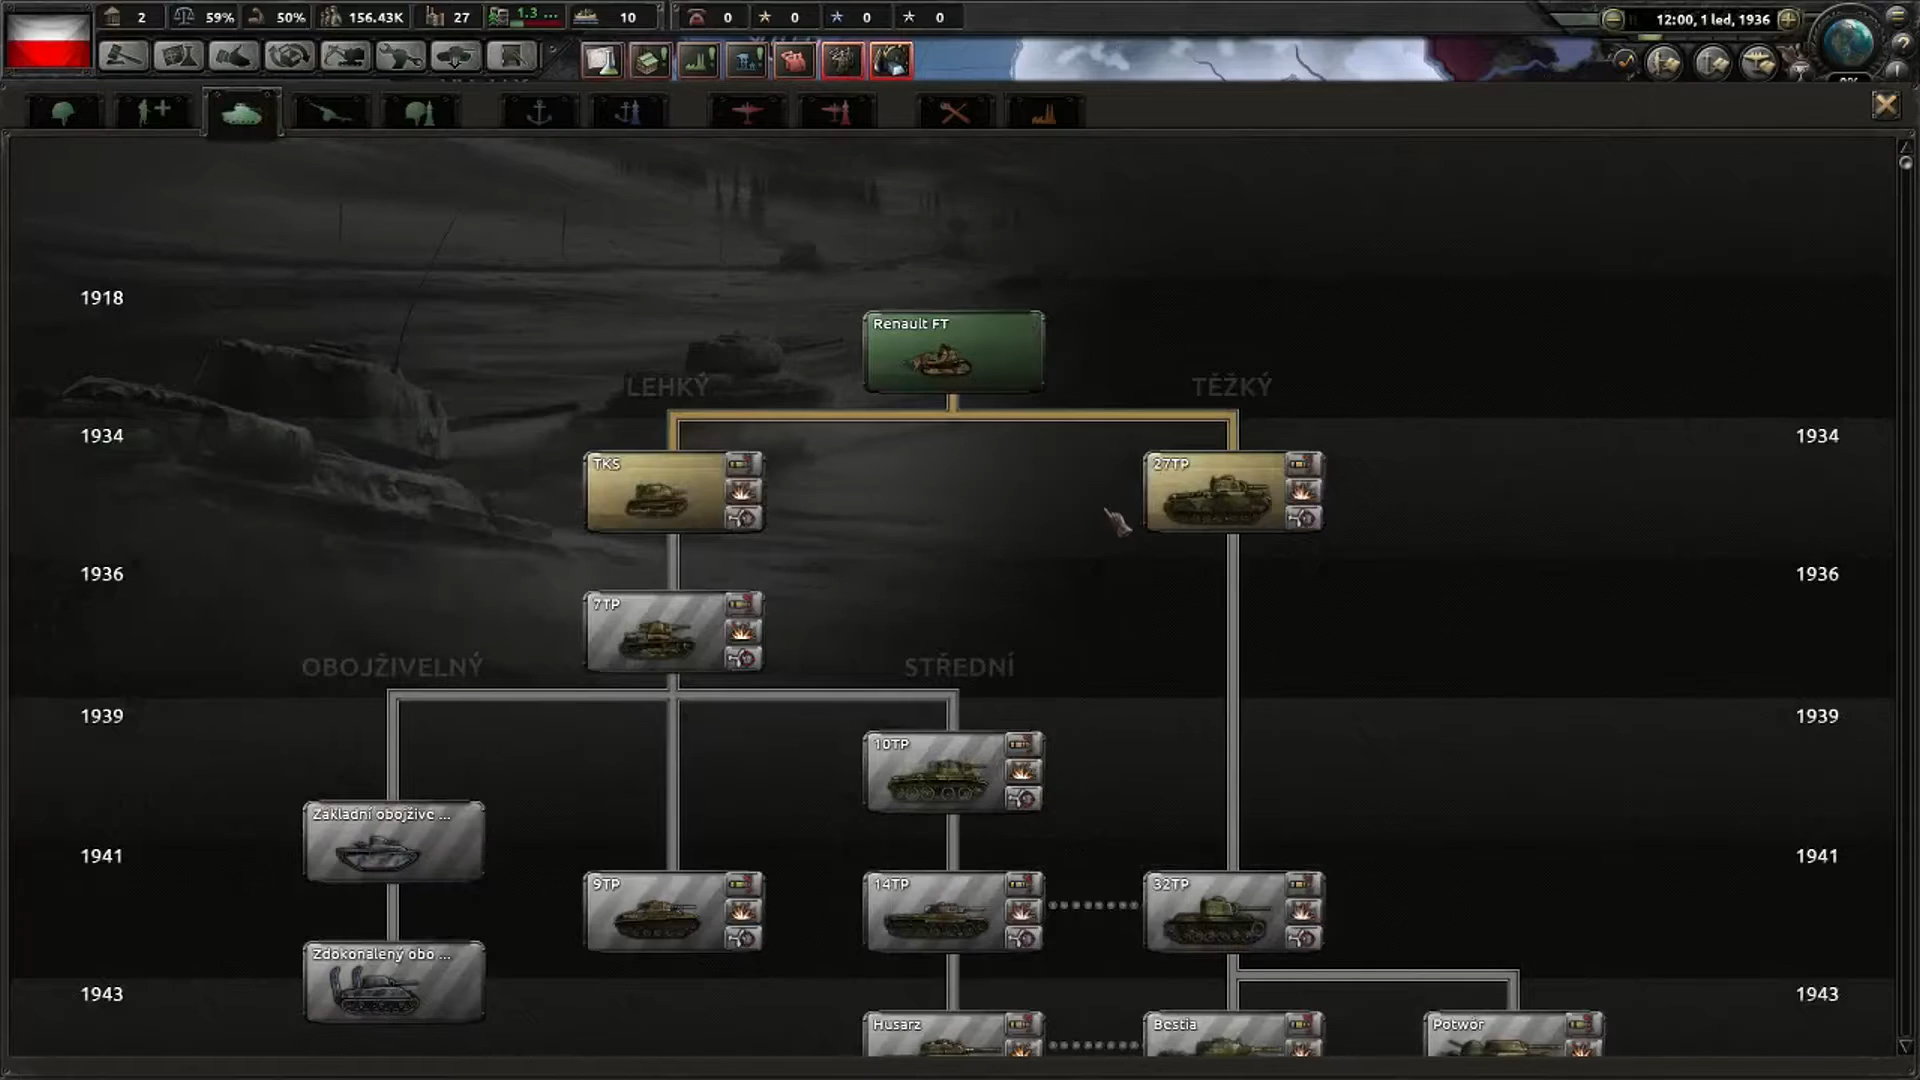 2 59% 50% 156.43K 27 1.3 ... 10 0 0 0 0 12:00, 1 led, 1936
1918
Renault FT
LEHKÝ TĚŽKÝ
1934 1934
TKS 27TP
1936 1936
7TP
OBOJŽIVELNÝ STŘEDNÍ
1939 1939
10TP
Základní obojžive ...
1941 1941
9TP 14TP 32TP
Zdokonalený obo ...
1943 1943
Husarz Bestia Potwór